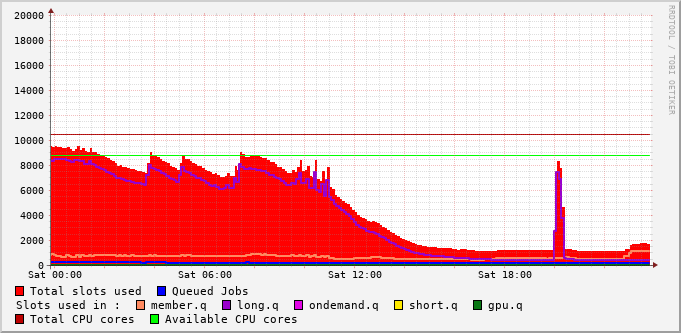 RRDTOOL / TOBI OETIKER
20000
18000
16000
14000
12000
10000
8000
6000
4000
2000
0
Sat 00:00 Sat 06:00 Sat 12:00 Sat 18:00
Total slots used Queued Jobs
Slots used in : member.q long.q ondemand.q short.q gpu.q
Total CPU cores Available CPU cores